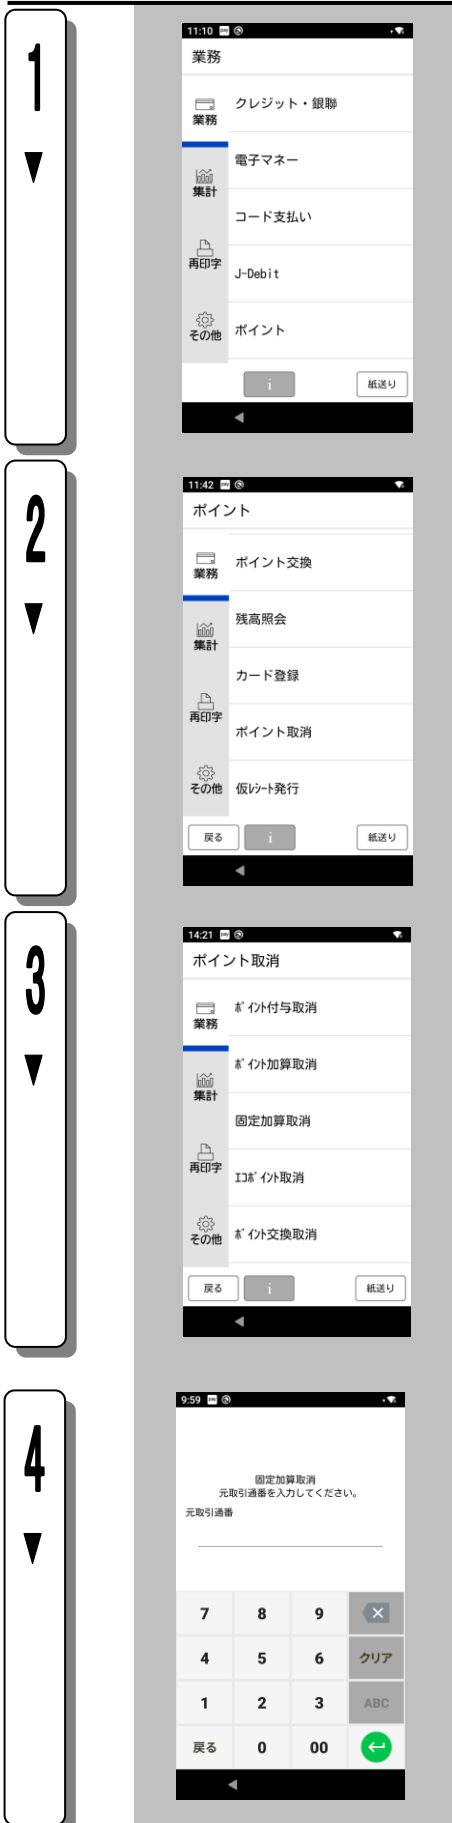 1
▼
11:10
業務
業務
クレジット・銀聯
電子マネー
集計
コード支払い
再印字
J-Debit
その他
ポイント
i
紙送り
2
▼
11:42
ポイント
業務
ポイント交換
残高照会
集計
カード登録
再印字
ポイント取消
その他
仮ﾚｼｰﾄ発行
戻る
i
紙送り
3
▼
14:21
ポイント取消
業務
ﾎﾟｲﾝﾄ付与取消
ﾎﾟｲﾝﾄ加算取消
集計
固定加算取消
再印字
ｴｺﾎﾟｲﾝﾄ取消
その他
ﾎﾟｲﾝﾄ交換取消
戻る
i
紙送り
4
▼
9:59
固定加算取消
元取引通番を入力してください。
元取引通番
7 8 9
4 5 6 クリア
1 2 3 ABC
戻る 0 00